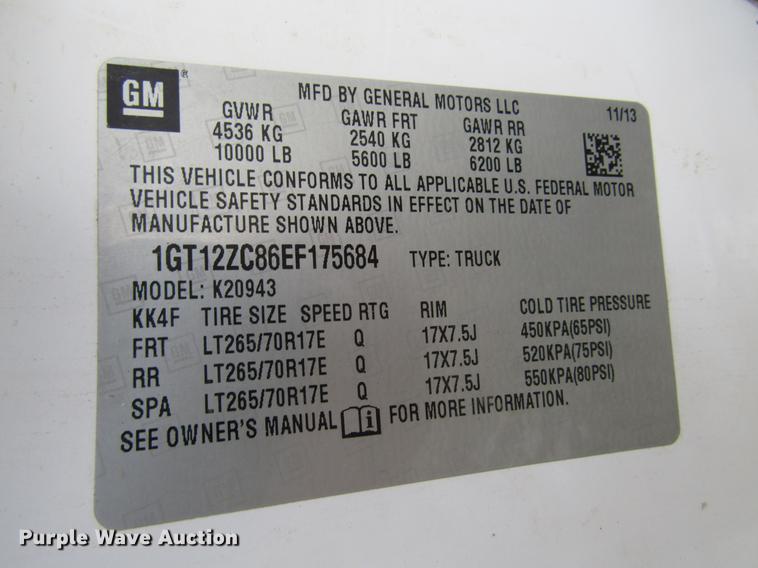 GM ®
MFD BY GENERAL MOTORS LLC 11/13
GVWR GAWR FRT GAWR RR
4536 KG 2540 KG 2812 KG
10000 LB 5600 LB 6200 LB
THIS VEHICLE CONFORMS TO ALL APPLICABLE U.S. FEDERAL MOTOR
VEHICLE SAFETY STANDARDS IN EFFECT ON THE DATE OF
MANUFACTURE SHOWN ABOVE.
1GT12ZC86EF175684 TYPE: TRUCK
MODEL: K20943
KK4F TIRE SIZE SPEED RTG RIM COLD TIRE PRESSURE
FRT LT265/70R17E Q 17X7.5J 450KPA(65PSI)
RR LT265/70R17E Q 17X7.5J 520KPA(75PSI)
SPA LT265/70R17E Q 17X7.5J 550KPA(80PSI)
SEE OWNER'S MANUAL i FOR MORE INFORMATION.
Purple Wave Auction